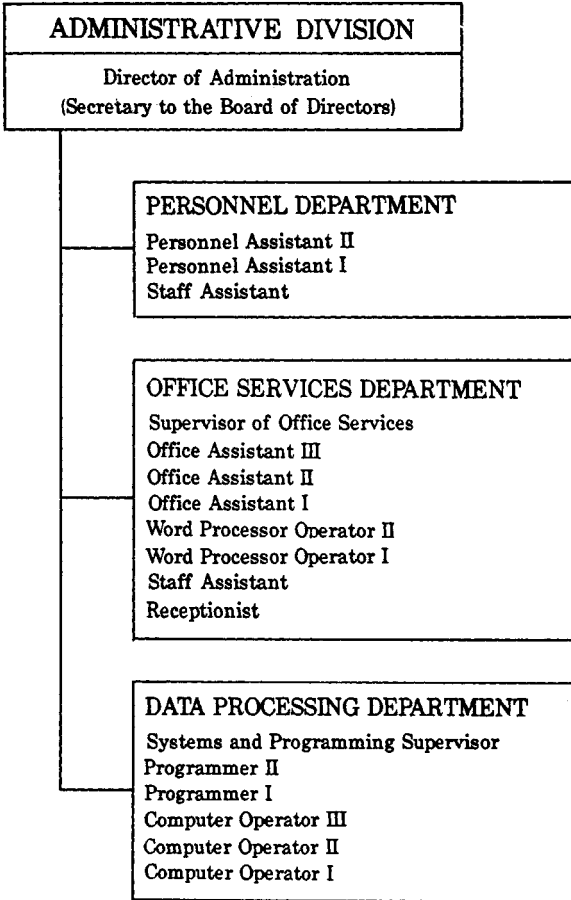 ADMINISTRATIVE DIVISION
Director of Administration
(Secretary to the Board of Directors)
PERSONNEL DEPARTMENT
Personnel Assistant II
Personnel Assistant I
Staff Assistant
OFFICE SERVICES DEPARTMENT
Supervisor of Office Services
Office Assistant III
Office Assistant II
Office Assistant I
Word Processor Operator II
Word Processor Operator I
Staff Assistant
Receptionist
DATA PROCESSING DEPARTMENT
Systems and Programming Supervisor
Programmer II
Programmer I
Computer Operator III
Computer Operator II
Computer Operator I